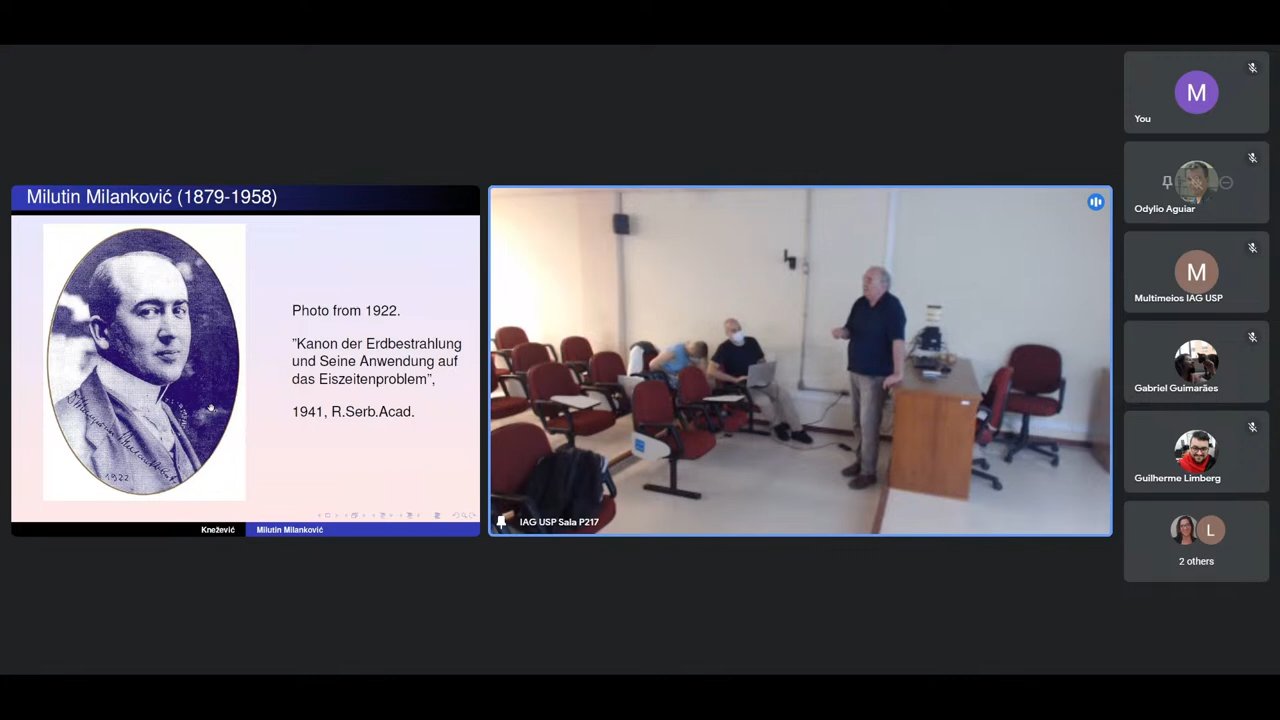 Milutin Milanković (1879-1958)
1922
Photo from 1922.
"Kanon der Erdbestrahlung
und Seine Anwendung auf
das Eiszeitenproblem",
1941, R.Serb.Acad.
Knežević
Milutin Milanković
IAG USP Sala P217
M
You
Odylio Aguiar
M
Multimeios IAG USP
Gabriel Guimarães
Guilherme Limberg
L
2 others